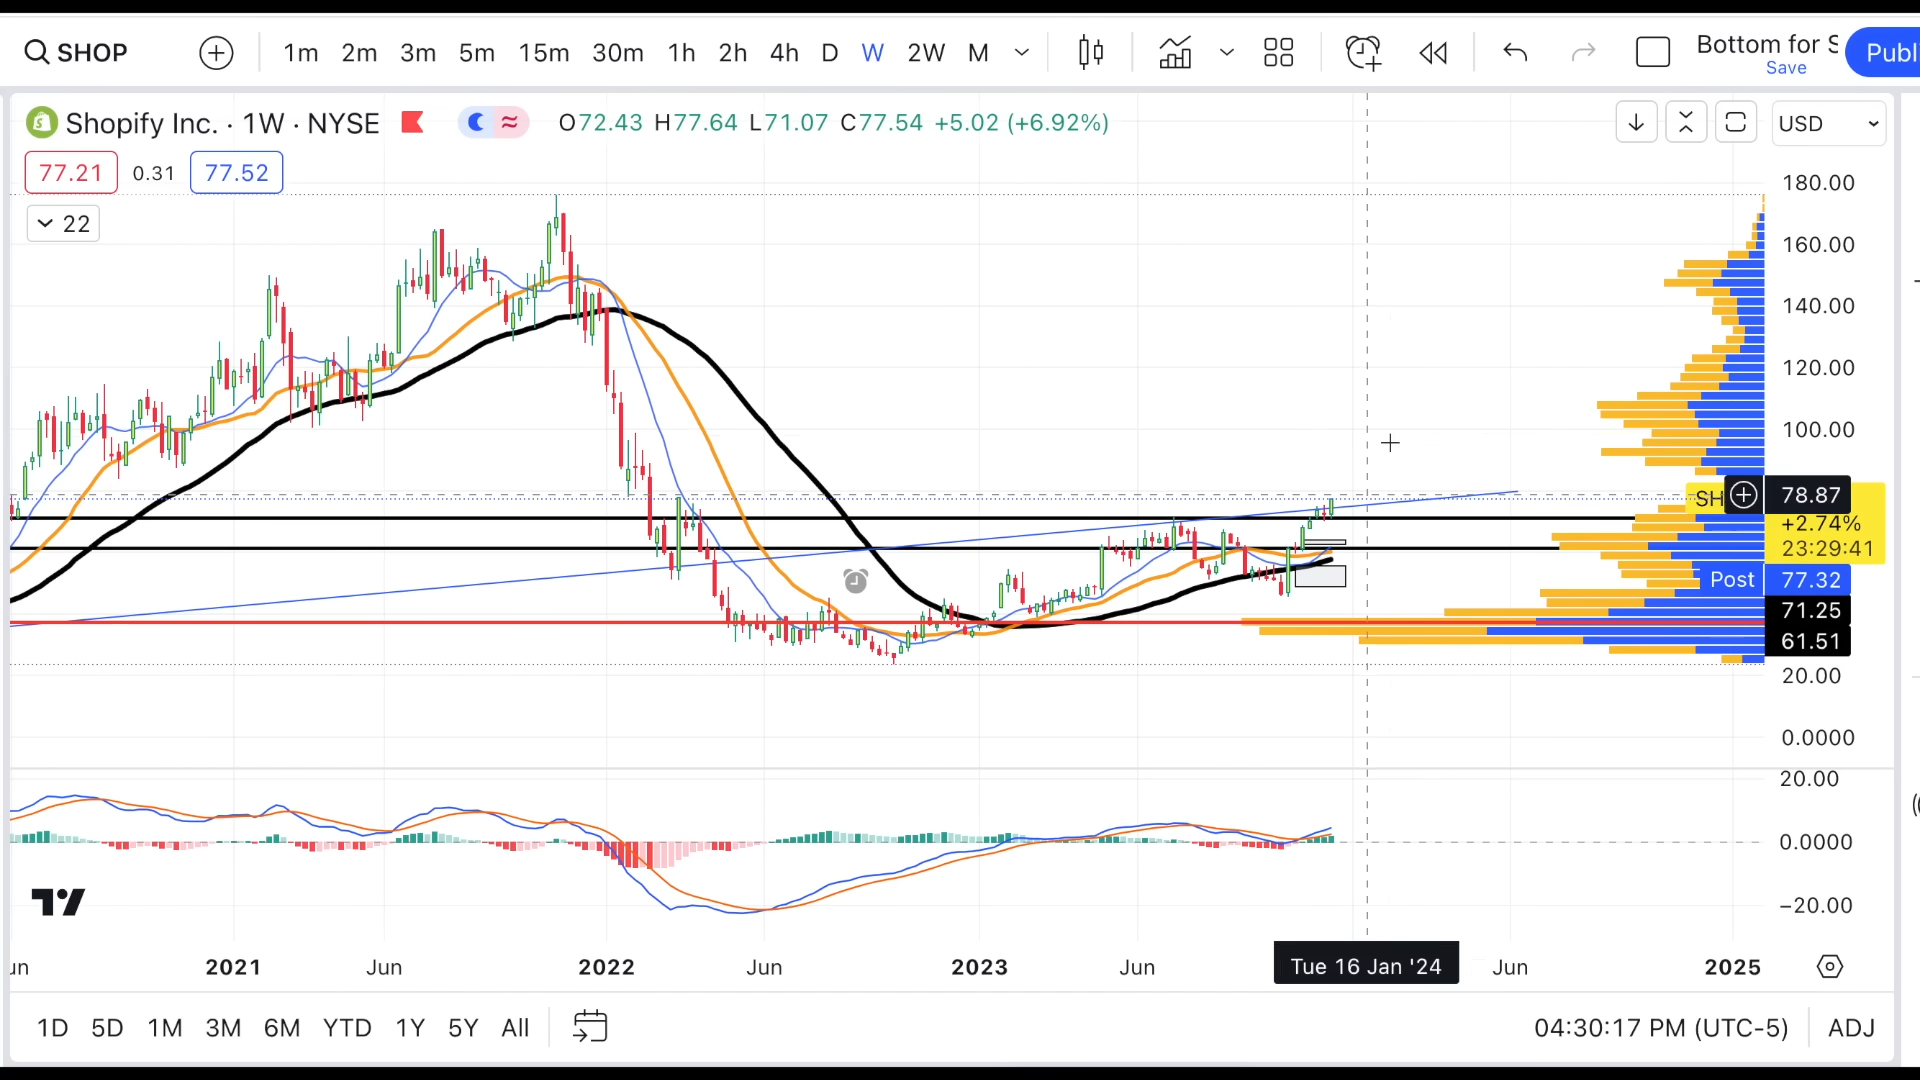 SHOP 1m 2m 3m 5m 15m 30m 1h 2h 4h D W 2W M Bottom for S Publi
Save
Shopify Inc. · 1W · NYSE O72.43 H77.64 L71.07 C77.54 +5.02 (+6.92%) USD
77.21 0.31 77.52
22
180.00
160.00
140.00
120.00
100.00
SH 78.87
+2.74%
23:29:41
Post 77.32
71.25
61.51
20.00
0.0000
20.00
0.0000
−20.00
un 2021 Jun 2022 Jun 2023 Jun Tue 16 Jan '24 Jun 2025
1D 5D 1M 3M 6M YTD 1Y 5Y All 04:30:17 PM (UTC-5) ADJ